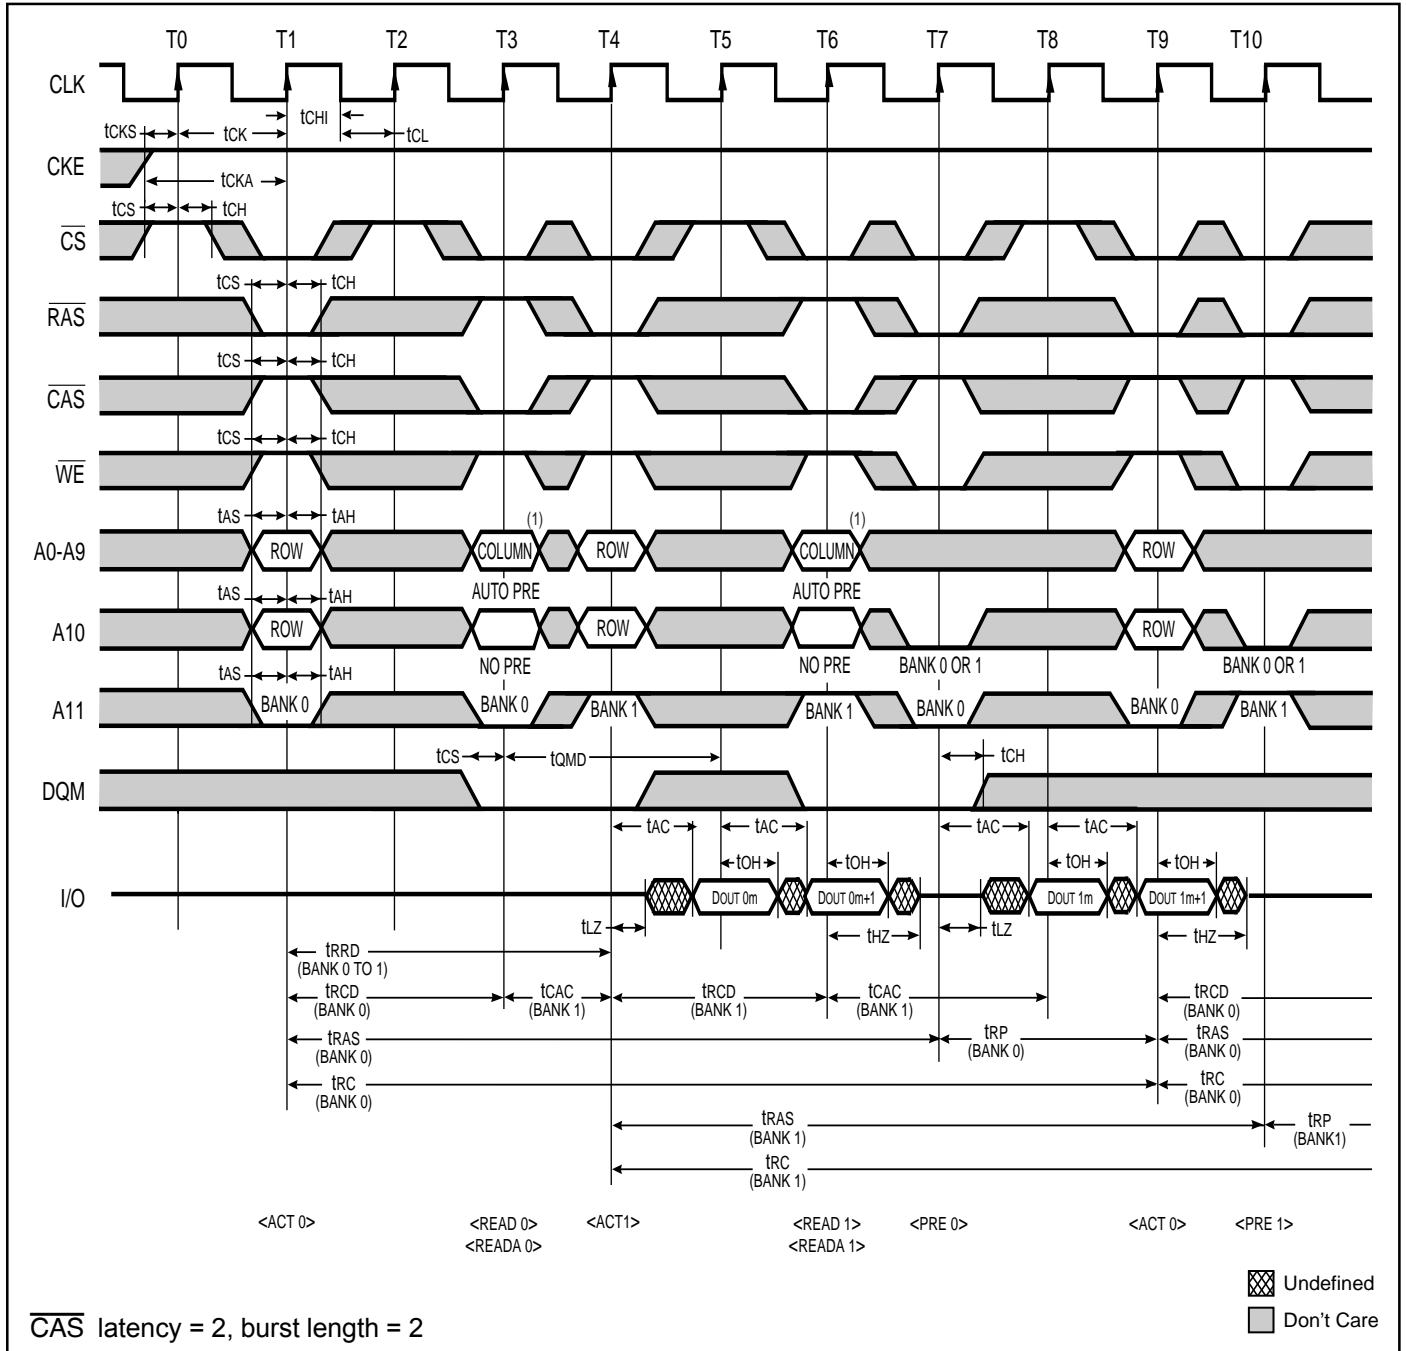 T0 T1 T2 T3 T4 T5 T6 T7 T8 T9 T10
CLK
tCHI
tCKS tCK tCL
CKE
tCKA
tCS tCH
CS
tCS tCH
RAS
tCS tCH
CAS
tCS tCH
WE
tAS tAH (1) (1)
A0-A9 ROW COLUMN ROW COLUMN ROW
AUTO PRE AUTO PRE
tAS tAH
A10 ROW ROW ROW
NO PRE NO PRE BANK 0 OR 1 BANK 0 OR 1
tAS tAH
A11 BANK 0 BANK 0 BANK 1 BANK 1 BANK 0 BANK 0 BANK 1
tCS tQMD tCH
DQM
tAC tAC tAC tAC
tOH tOH tOH tOH
I/O DOUT 0m DOUT 0m+1 DOUT 1m DOUT 1m+1
tLZ tHZ tLZ tHZ
tRRD
(BANK 0 TO 1)
tRCD tCAC tRCD tCAC tRCD
(BANK 0) (BANK 1) (BANK 1) (BANK 1) (BANK 0)
tRAS tRP tRAS
(BANK 0) (BANK 0) (BANK 0)
tRC tRC
(BANK 0) (BANK 0)
tRAS tRP
(BANK 1) (BANK1)
tRC
(BANK 1)
<ACT 0> <READ 0> <ACT1> <READ 1> <PRE 0> <ACT 0> <PRE 1>
<READA 0> <READA 1>
Undefined
Don't Care
CAS latency = 2, burst length = 2